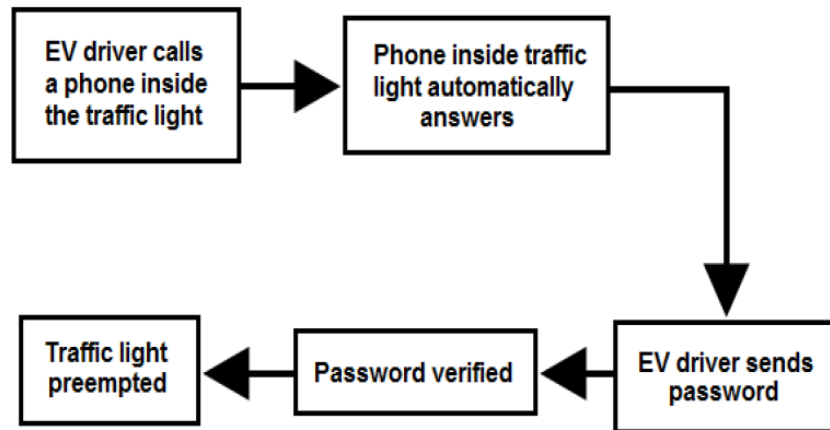 EV driver calls
a phone inside
the traffic light
Phone inside traffic
light automatically
answers
EV driver sends
password
Password verified
Traffic light
preempted